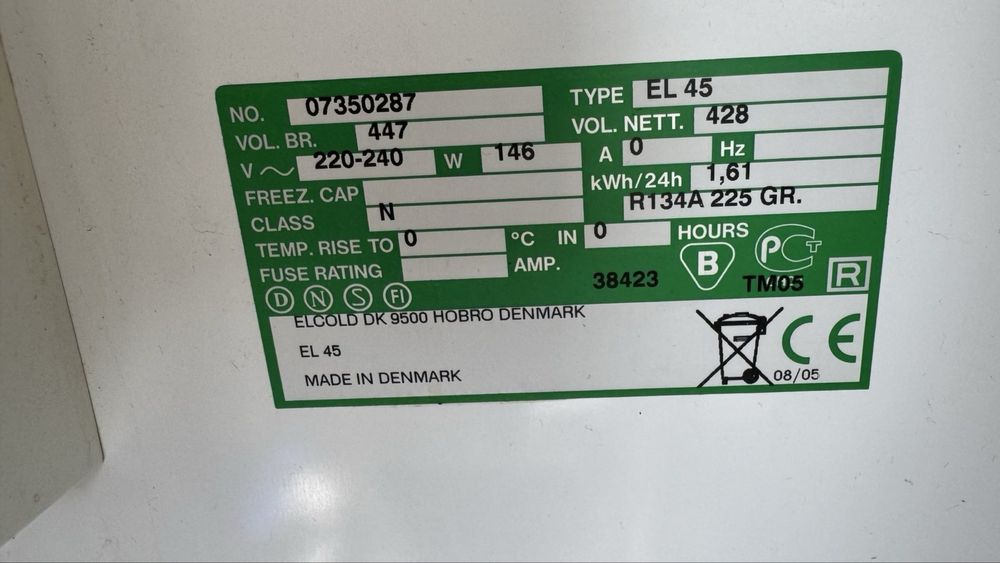 NO. 07350287 TYPE EL 45
VOL. BR. 447 VOL. NETT. 428
V ~ 220-240 W 146 A 0 Hz
FREEZ. CAP kWh/24h 1,61
CLASS N R134A 225 GR.
TEMP. RISE TO 0 °C IN 0 HOURS
FUSE RATING AMP.
B PCT
38423 TM05 R
D N S FI
ELCOLD DK 9500 HOBRO DENMARK
EL 45
MADE IN DENMARK
CE
08/05